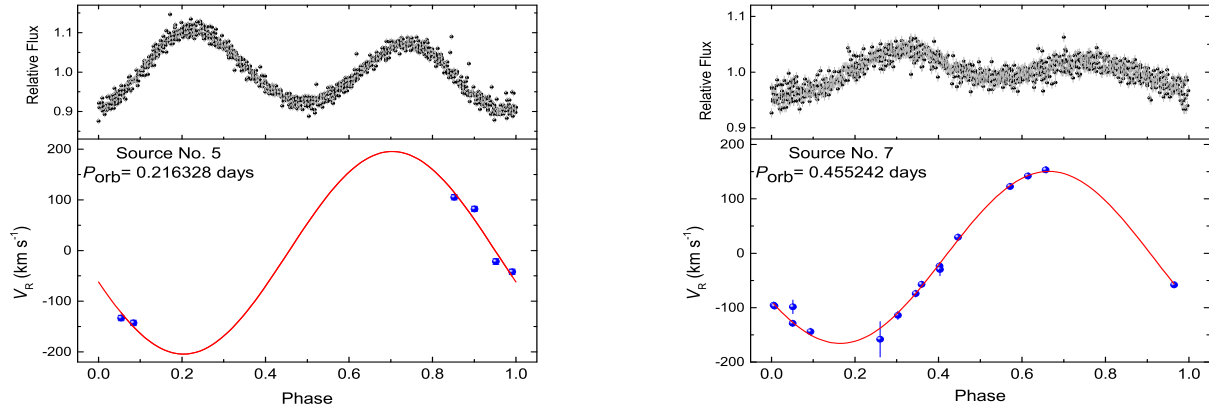 Relative Flux
1.1
1.0
0.9
V_R (km s⁻¹)
200
100
0
-100
-200
Source No. 5
P_orb= 0.216328 days
0.0 0.2 0.4 0.6 0.8 1.0
Phase
Relative Flux
1.1
1.0
0.9
V_R (km s⁻¹)
200
100
0
-100
-200
Source No. 7
P_orb= 0.455242 days
0.0 0.2 0.4 0.6 0.8 1.0
Phase